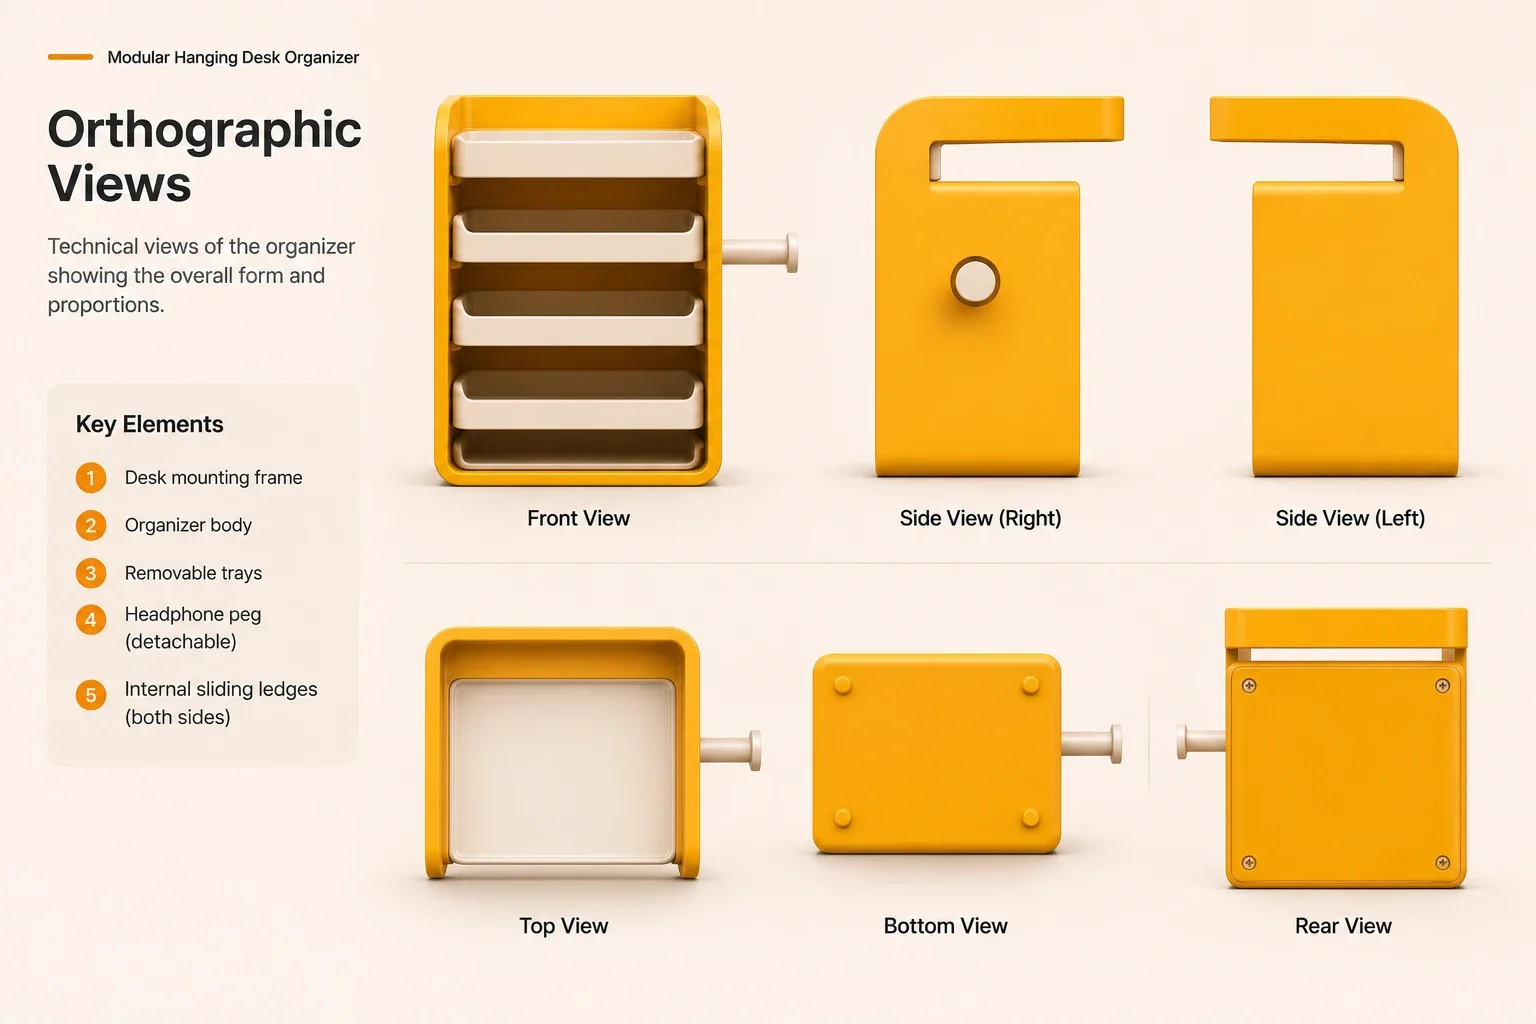 Modular Hanging Desk Organizer
Orthographic
Views
Technical views of the organizer
showing the overall form and
proportions.
Key Elements
1 Desk mounting frame
2 Organizer body
3 Removable trays
4 Headphone peg
(detachable)
5 Internal sliding ledges
(both sides)
Front View
Side View (Right)
Side View (Left)
Top View
Bottom View
Rear View